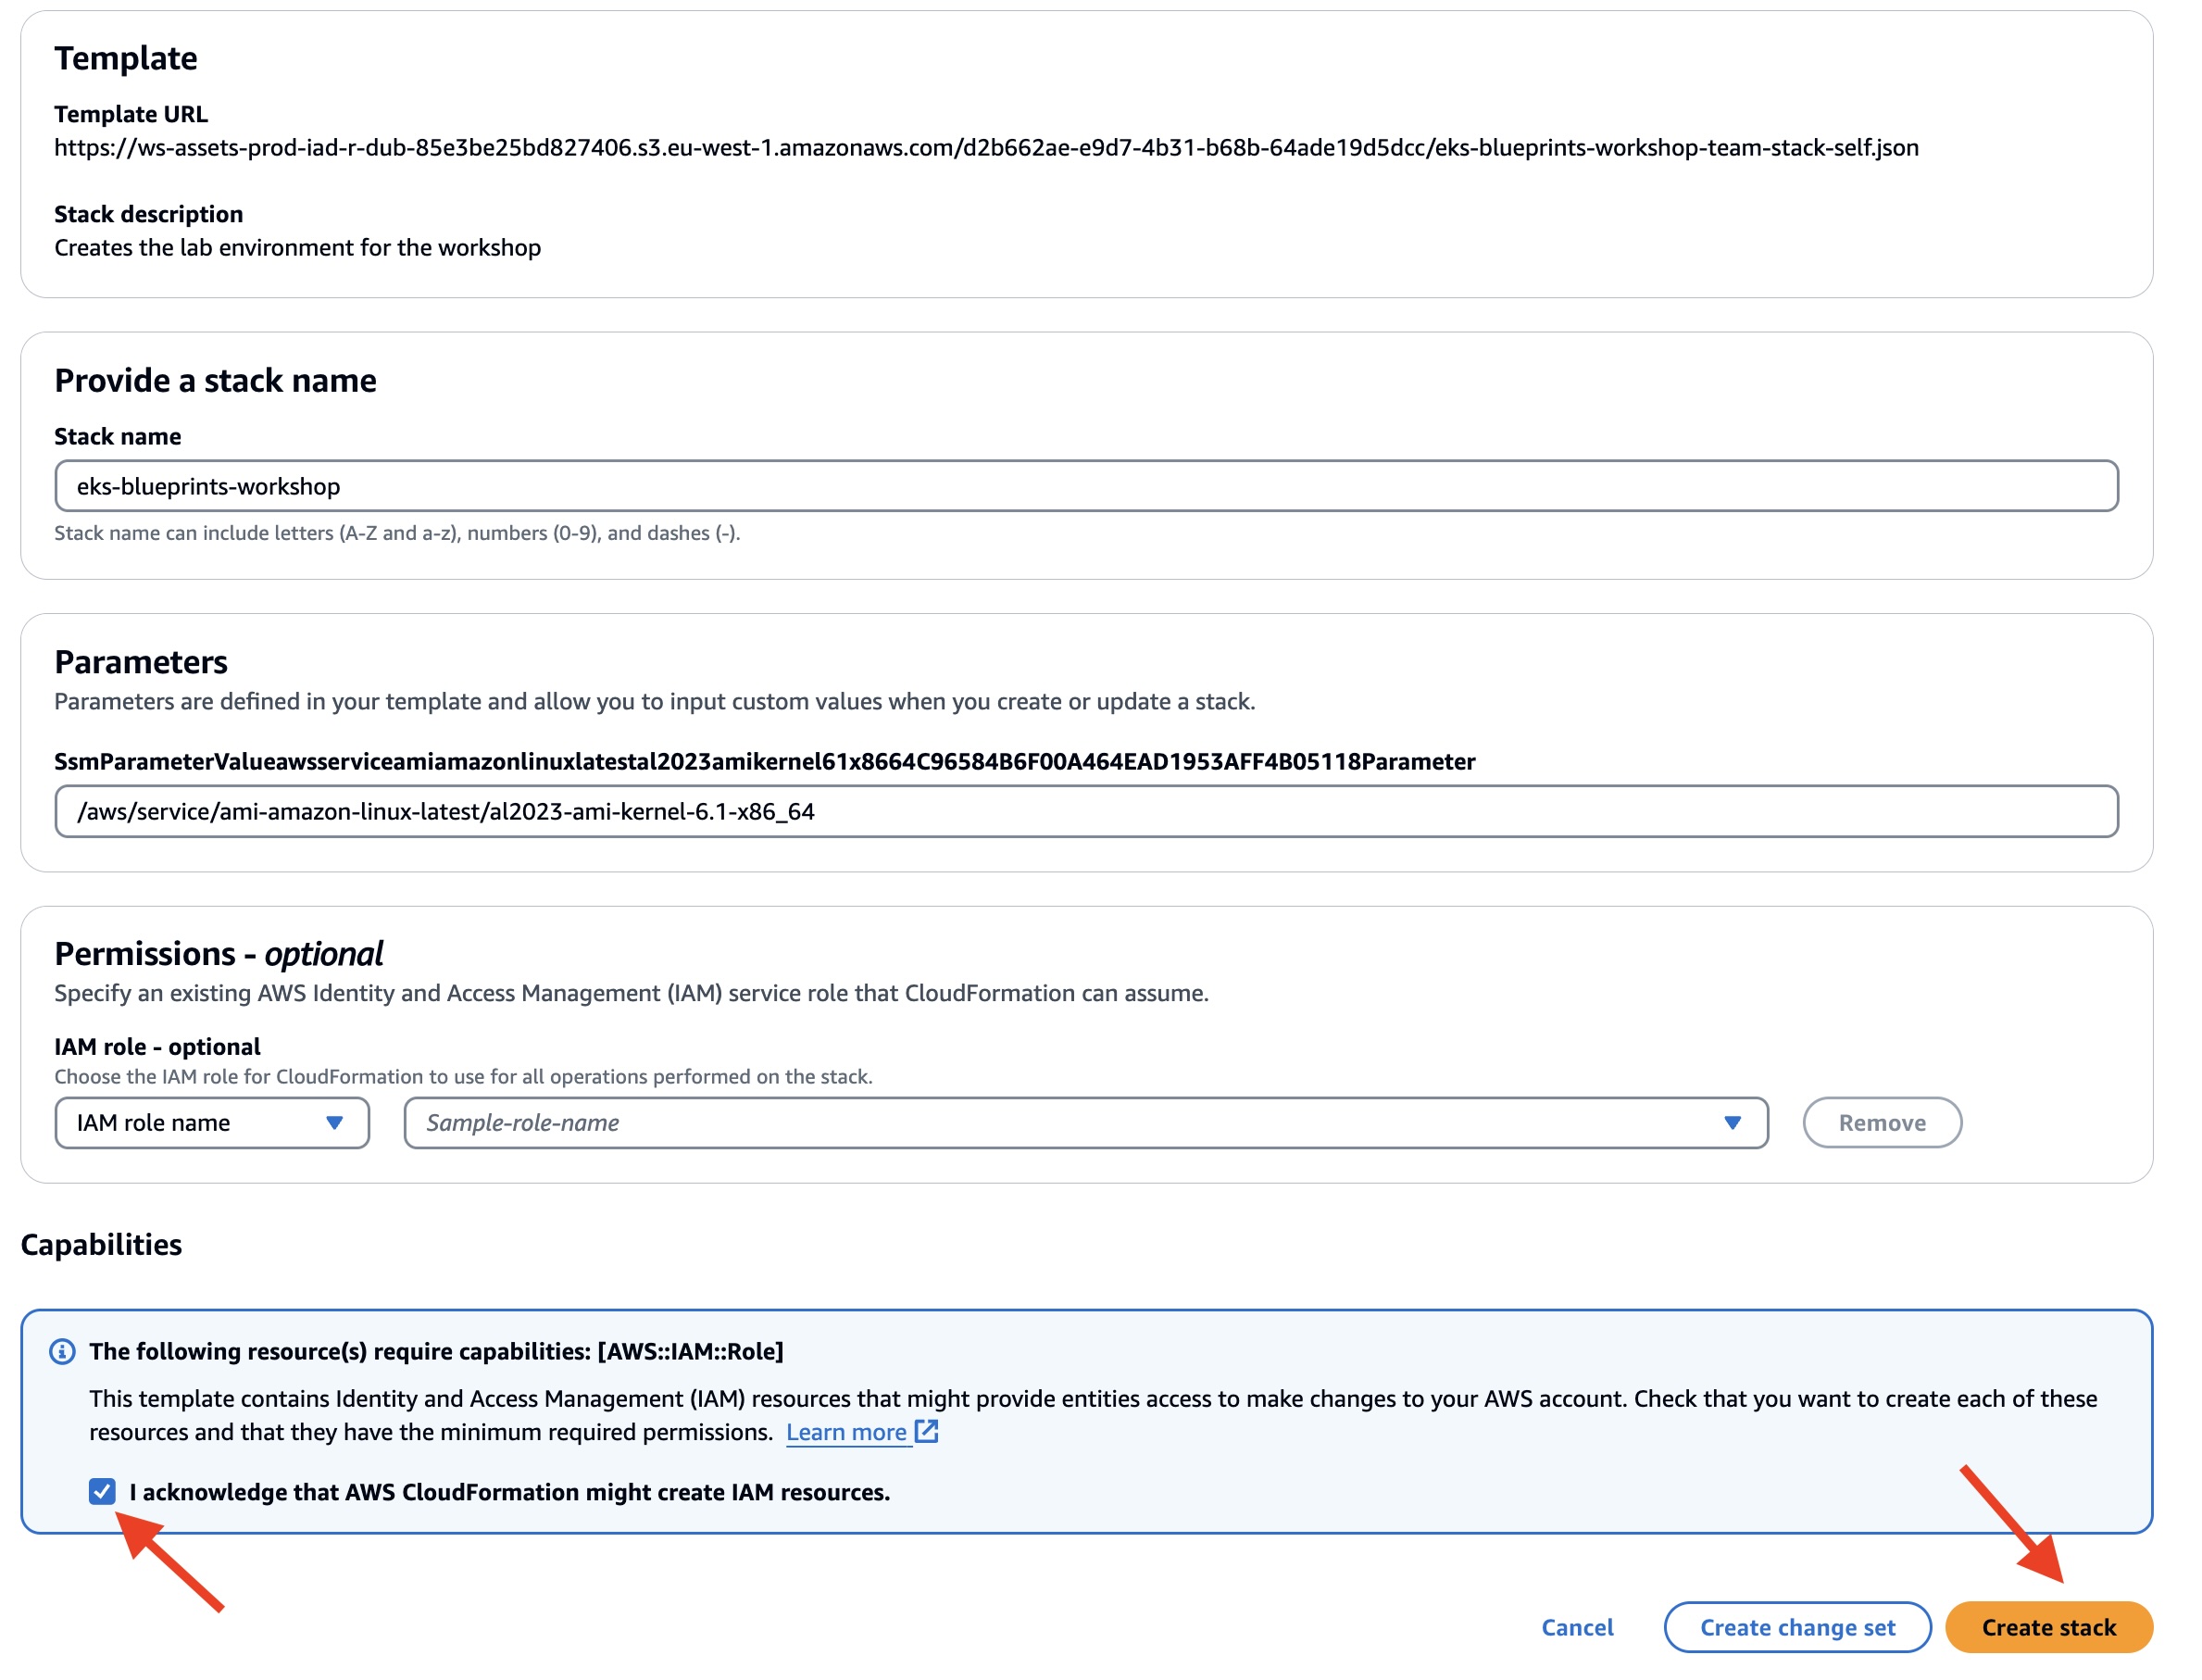 Template
Template URL
https://ws-assets-prod-iad-r-dub-85e3be25bd827406.s3.eu-west-1.amazonaws.com/d2b662ae-e9d7-4b31-b68b-64ade19d5dcc/eks-blueprints-workshop-team-stack-self.json
Stack description
Creates the lab environment for the workshop
Provide a stack name
Stack name
eks-blueprints-workshop
Stack name can include letters (A-Z and a-z), numbers (0-9), and dashes (-).
Parameters
Parameters are defined in your template and allow you to input custom values when you create or update a stack.
SsmParameterValueawsserviceamiamazonlinuxlatestal2023amikernel61x8664C96584B6F00A464EAD1953AFF4B05118Parameter
/aws/service/ami-amazon-linux-latest/al2023-ami-kernel-6.1-x86_64
Permissions - optional
Specify an existing AWS Identity and Access Management (IAM) service role that CloudFormation can assume.
IAM role - optional
Choose the IAM role for CloudFormation to use for all operations performed on the stack.
IAM role name Sample-role-name Remove
Capabilities
The following resource(s) require capabilities: [AWS::IAM::Role]
This template contains Identity and Access Management (IAM) resources that might provide entities access to make changes to your AWS account. Check that you want to create each of these
resources and that they have the minimum required permissions. Learn more
I acknowledge that AWS CloudFormation might create IAM resources.
Cancel Create change set Create stack